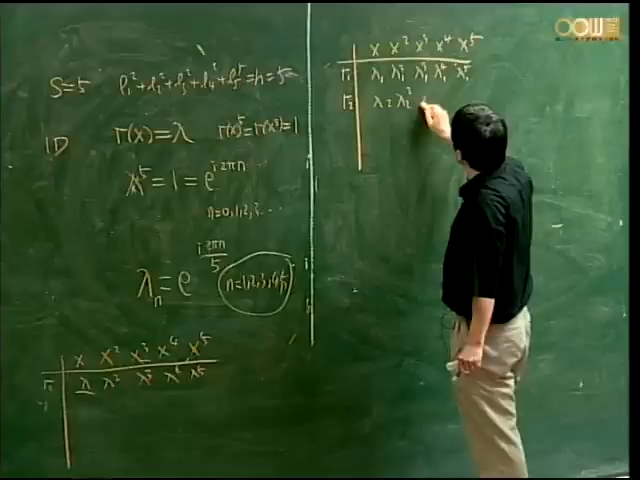 S=5 l₁²+l₂²+l₃²+l₄²+l₅²=h=5
1D Γ(x)=λ Γ(x)⁵=Γ(x⁵)=1
λ⁵=1=e^{i2πn}
n=0,1,2,3...
λₙ=e^{i2πn/5} n=1,2,3,4,5
x x² x³ x⁴ x⁵
Γ₁ λ λ² λ³ λ⁴ λ⁵
x x² x³ x⁴ x⁵
Γ₁ λ₁ λ₁² λ₁³ λ₁⁴ λ₁⁵
Γ₂ λ₂ λ₂²